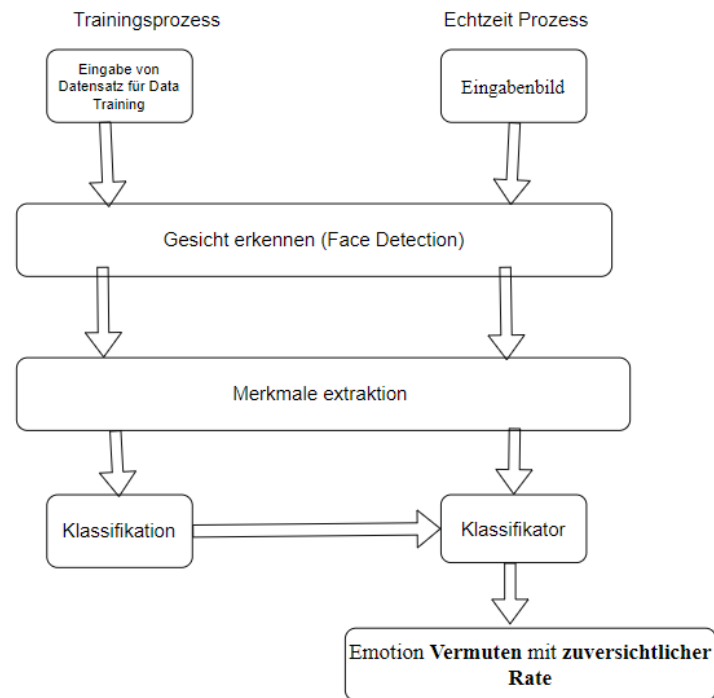 Trainingsprozess
Echtzeit Prozess
Eingabe von
Datensatz für Data
Training
Eingabenbild
Gesicht erkennen (Face Detection)
Merkmale extraktion
Klassifikation
Klassifikator
Emotion Vermuten mit zuversichtlicher
Rate